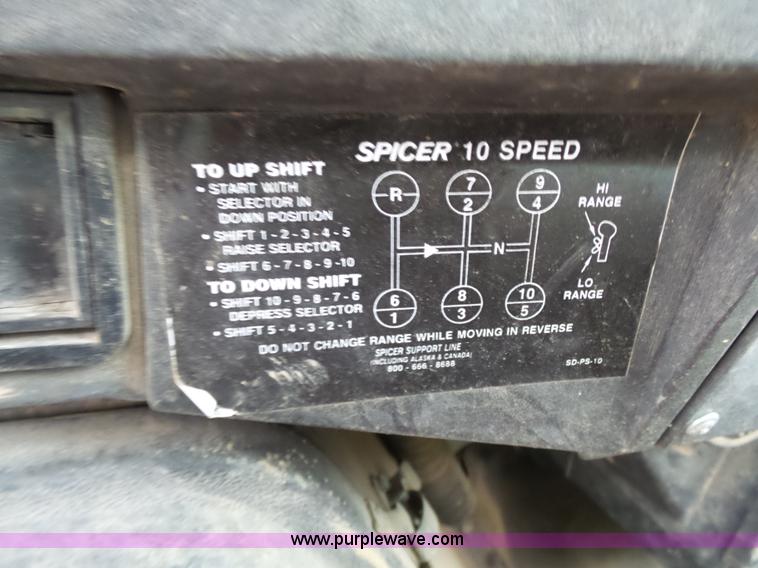 SPICER 10 SPEED
TO UP SHIFT
• START WITH
SELECTOR IN
DOWN POSITION
• SHIFT 1 - 2 - 3 - 4 - 5
RAISE SELECTOR
• SHIFT 6 - 7 - 8 - 9 - 10
TO DOWN SHIFT
• SHIFT 10 - 9 - 8 - 7 - 6
DEPRESS SELECTOR
• SHIFT 5 - 4 - 3 - 2 - 1
R
7
2
9
4
N
6
1
8
3
10
5
HI
RANGE
LO
RANGE
DO NOT CHANGE RANGE WHILE MOVING IN REVERSE
SPICER SUPPORT LINE
(INCLUDING ALASKA & CANADA)
800 - 666 - 8688
SD-PS-10
www.purplewave.com